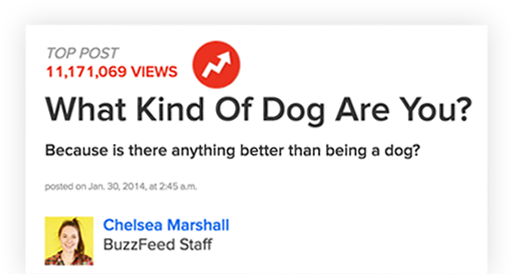 TOP POST
11,171,069 VIEWS
What Kind Of Dog Are You?
Because is there anything better than being a dog?
posted on Jan. 30, 2014, at 2:45 a.m.
Chelsea Marshall
BuzzFeed Staff